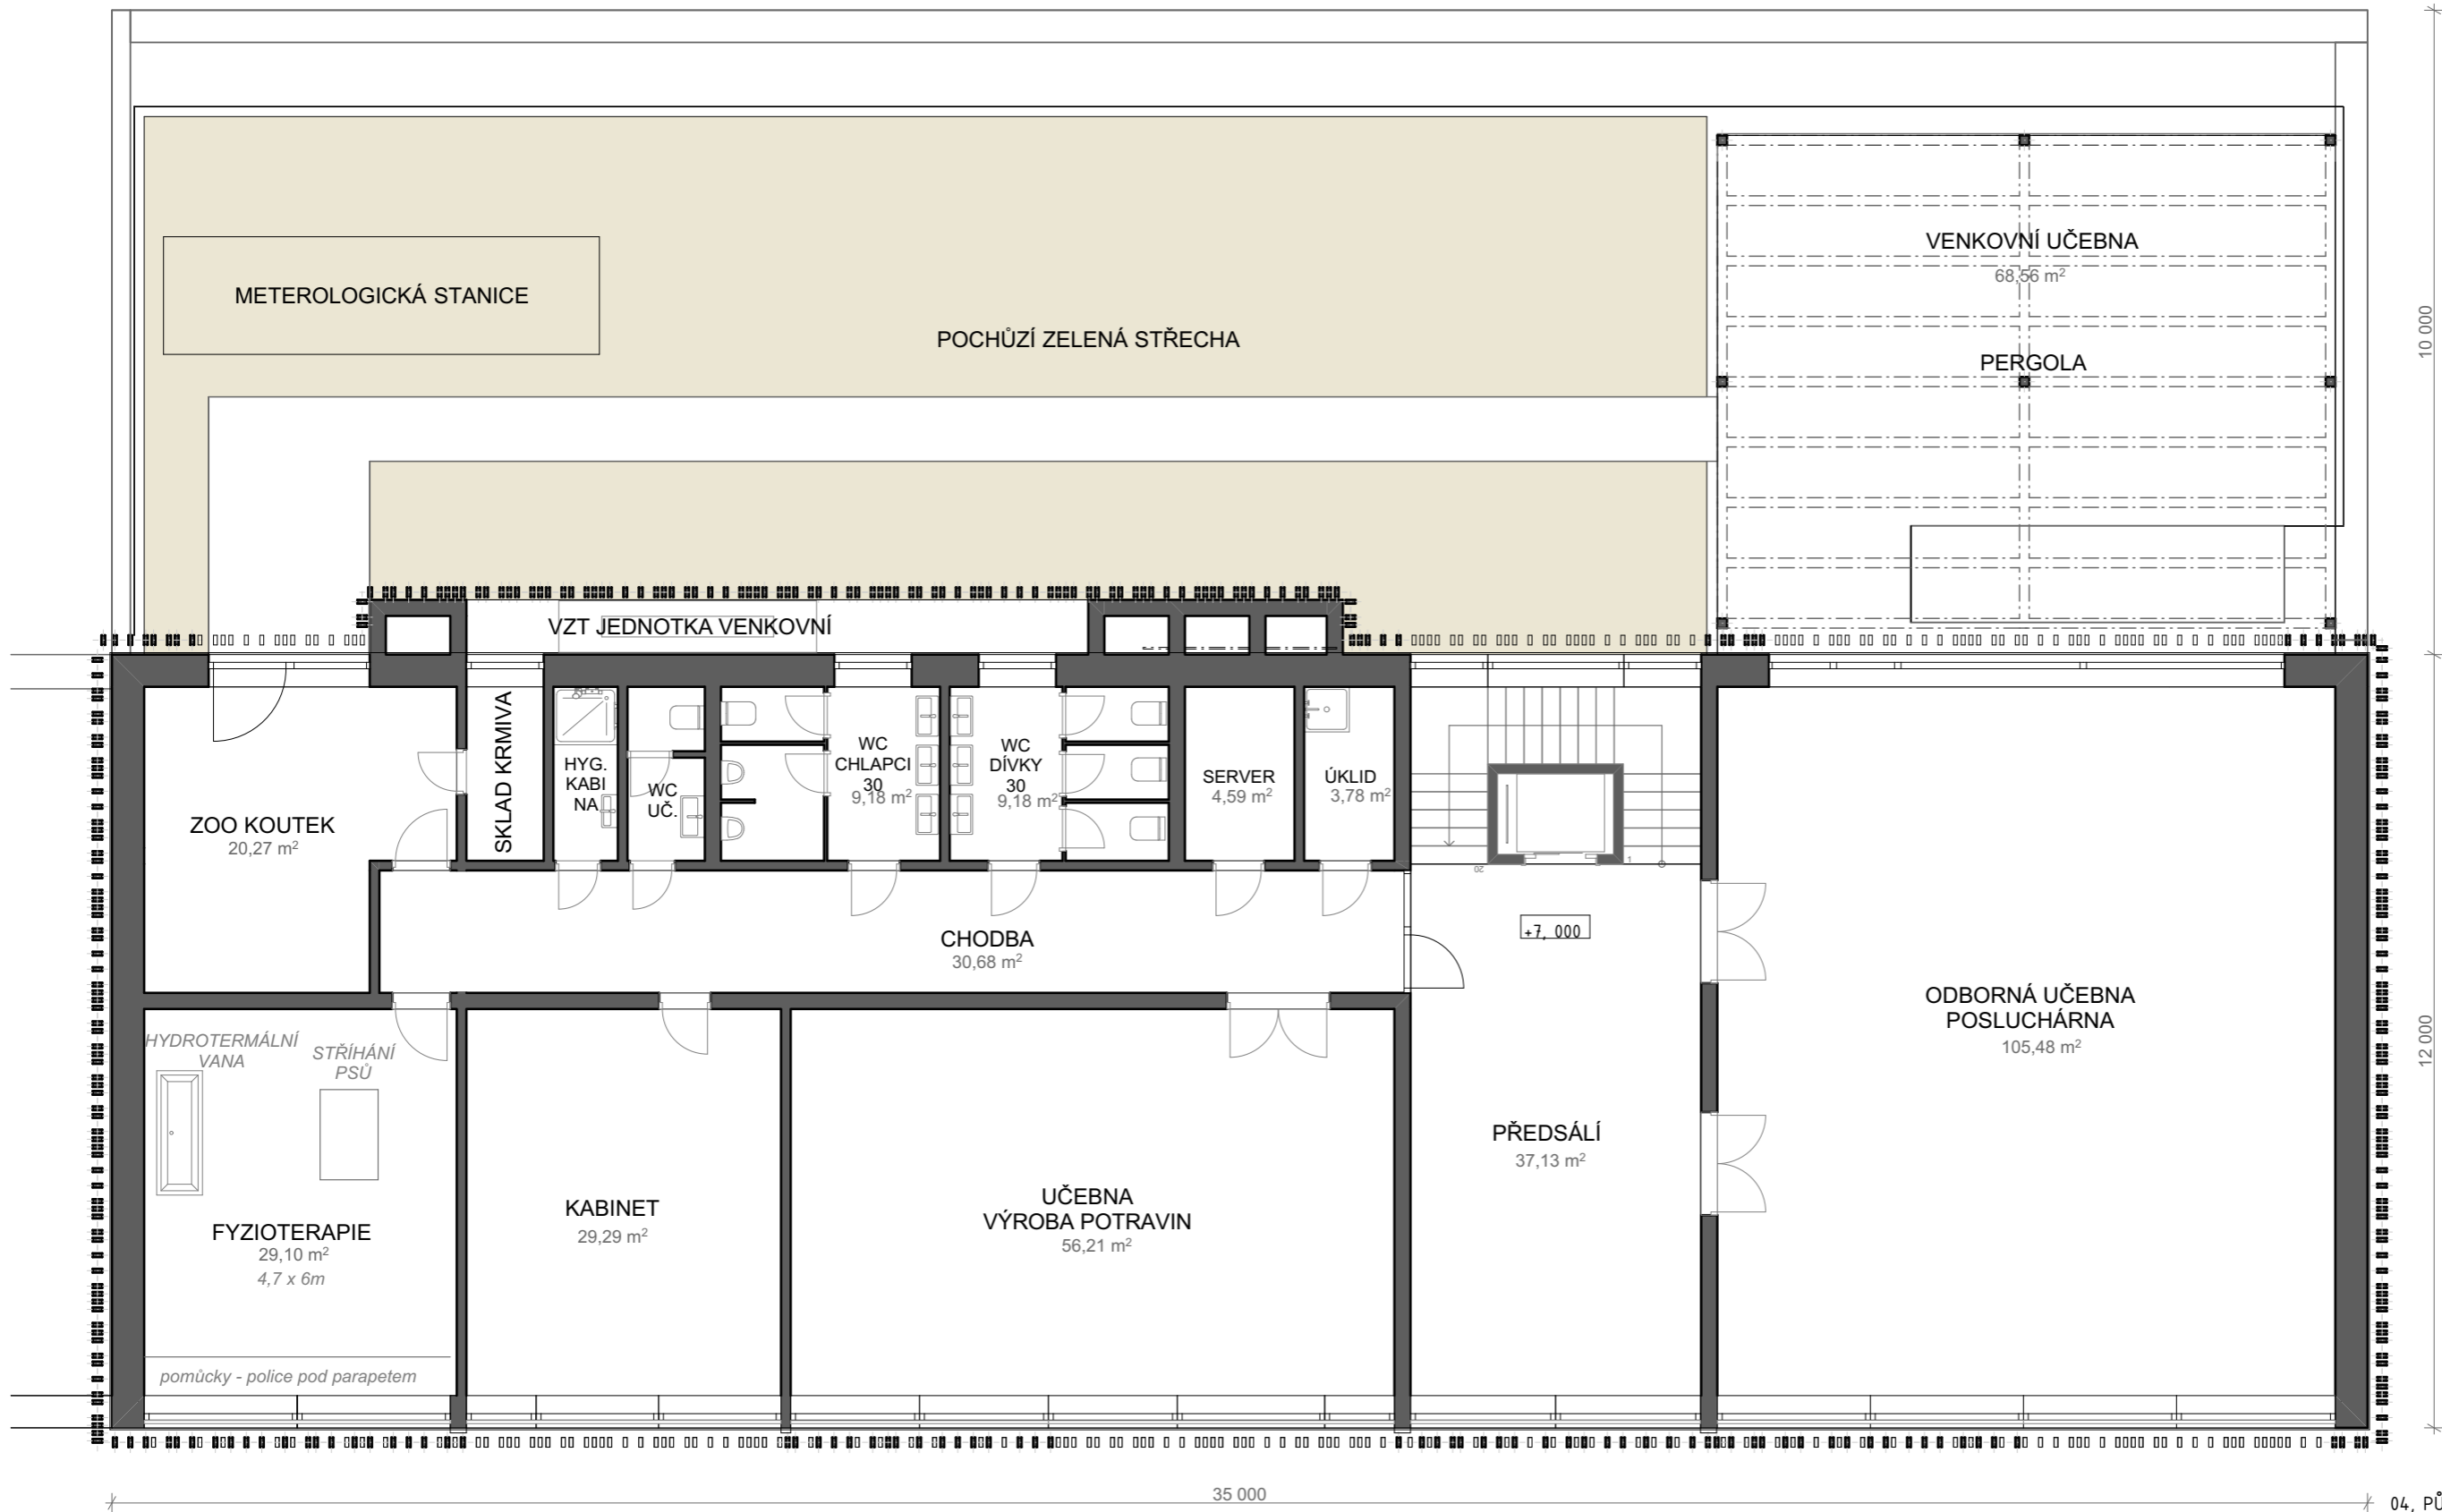 VENKOVNÍ UČEBNA
68,56 m²
METEROLOGICKÁ STANICE
POCHŮZÍ ZELENÁ STŘECHA
PERGOLA
10 000
VZT JEDNOTKA VENKOVNÍ
SKLAD KRMIVA
HYG.
KABI
NA
WC
UČ.
WC
CHLAPCI
30
9,18 m²
WC
DÍVKY
30
9,18 m²
SERVER
4,59 m²
ÚKLID
3,78 m²
ZOO KOUTEK
20,27 m²
20
1
+7, 000
CHODBA
30,68 m²
ODBORNÁ UČEBNA
POSLUCHÁRNA
105,48 m²
12 000
HYDROTERMÁLNÍ
VANA
STŘÍHÁNÍ
PSŮ
PŘEDSÁLÍ
37,13 m²
FYZIOTERAPIE
29,10 m²
4,7 x 6m
KABINET
29,29 m²
UČEBNA
VÝROBA POTRAVIN
56,21 m²
pomůcky - police pod parapetem
35 000
04, PŮ